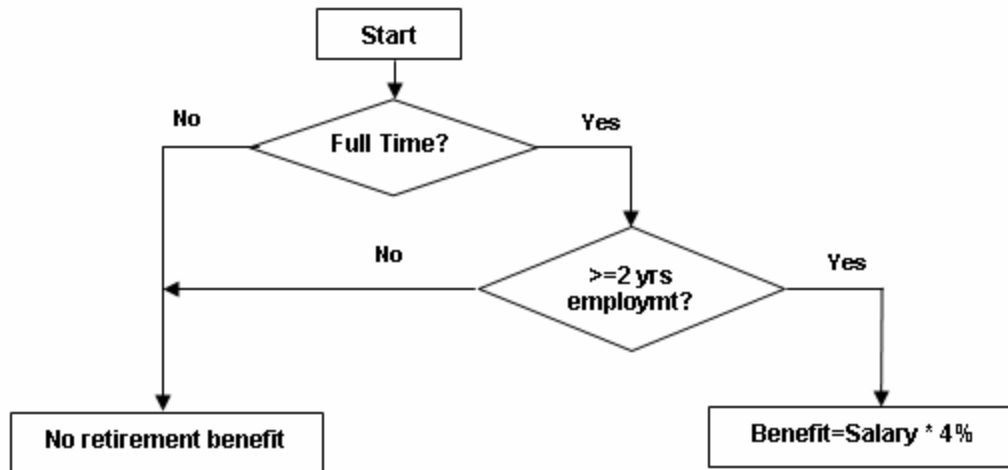 Start
No
Yes
Full Time?
No
Yes
>=2 yrs
employmt?
No retirement benefit
Benefit=Salary * 4%